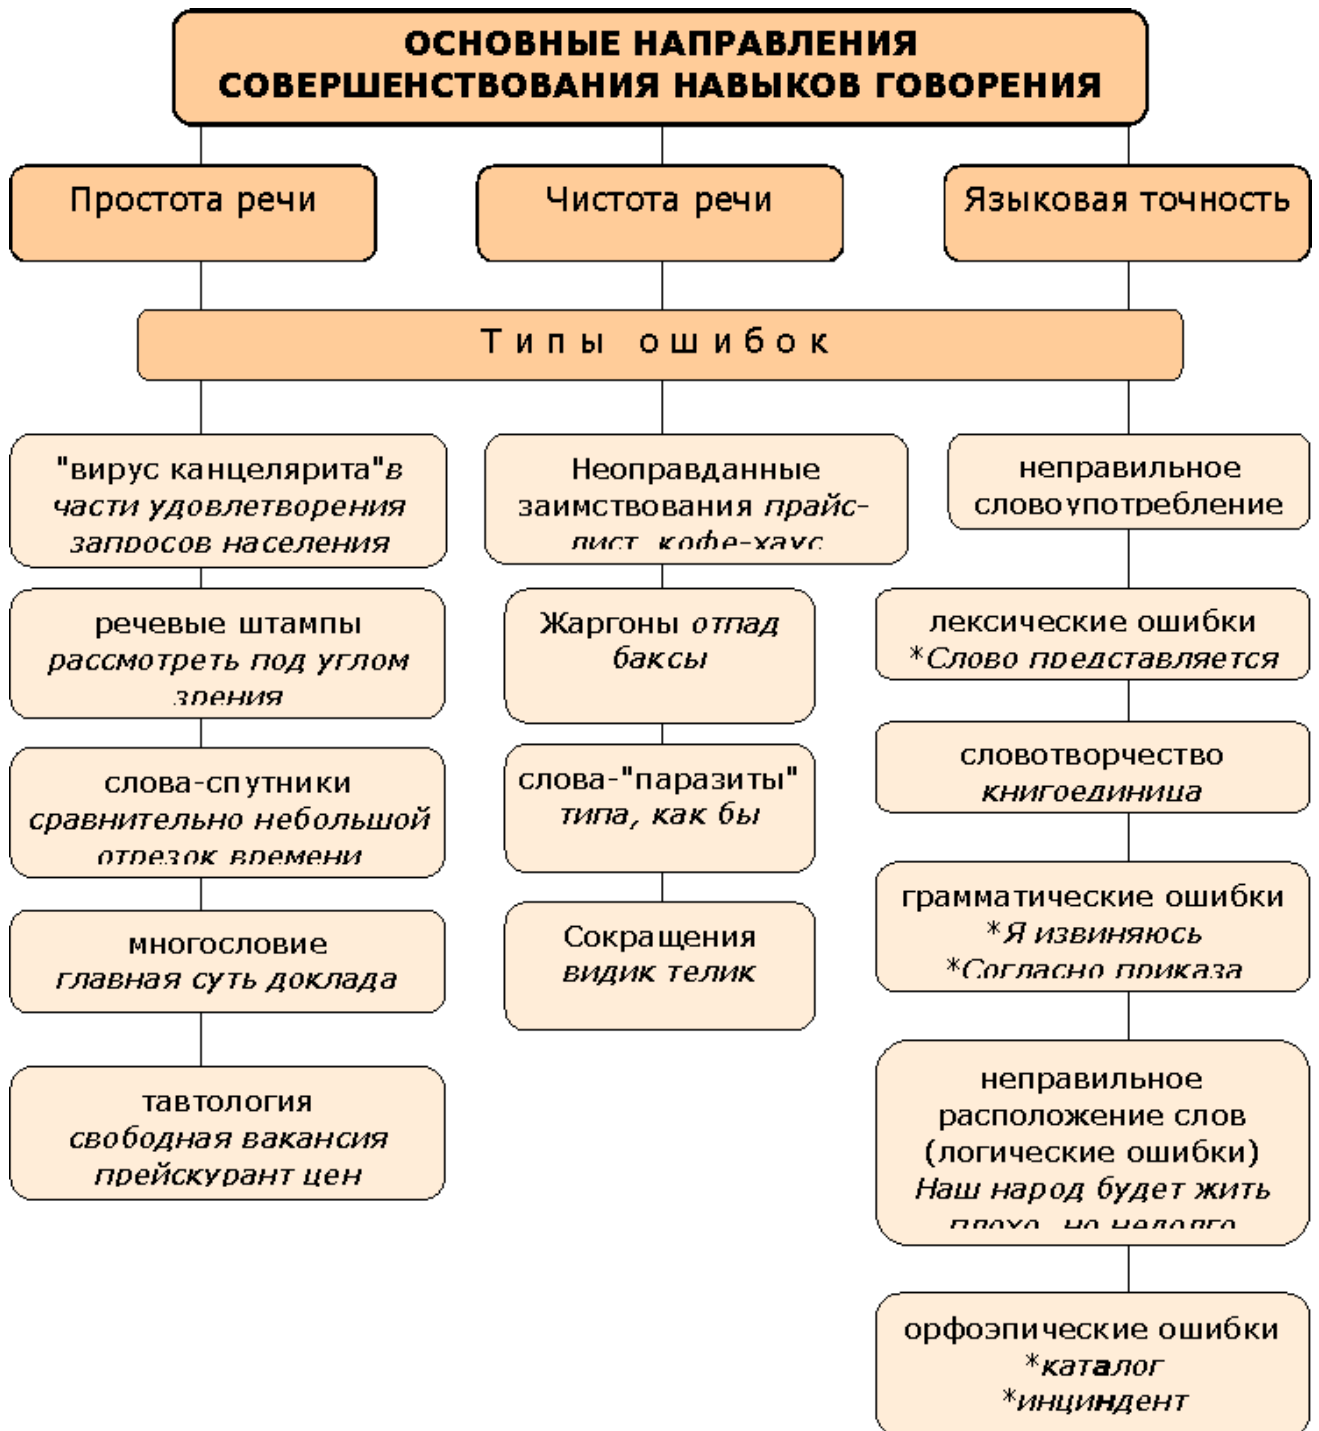 ОСНОВНЫЕ НАПРАВЛЕНИЯ
СОВЕРШЕНСТВОВАНИЯ НАВЫКОВ ГОВОРЕНИЯ
Простота речи
Чистота речи
Языковая точность
Типы ошибок
"вирус канцелярита"в
части удовлетворения
запросов населения
речевые штампы
рассмотреть под углом
зрения
слова-спутники
сравнительно небольшой
отрезок времени
многословие
главная суть доклада
тавтология
свободная вакансия
прейскурант цен
Неоправданные
заимствования прайс-
лист кофе-хаус
Жаргоны отпад
баксы
слова-"паразиты"
типа, как бы
Сокращения
видик телик
неправильное
словоупотребление
лексические ошибки
*Слово представляется
словотворчество
книгоединица
грамматические ошибки
*Я извиняюсь
*Согласно приказа
неправильное
расположение слов
(логические ошибки)
Наш народ будет жить
плохо, но недолго
орфоэпические ошибки
*каталог
*инциндент